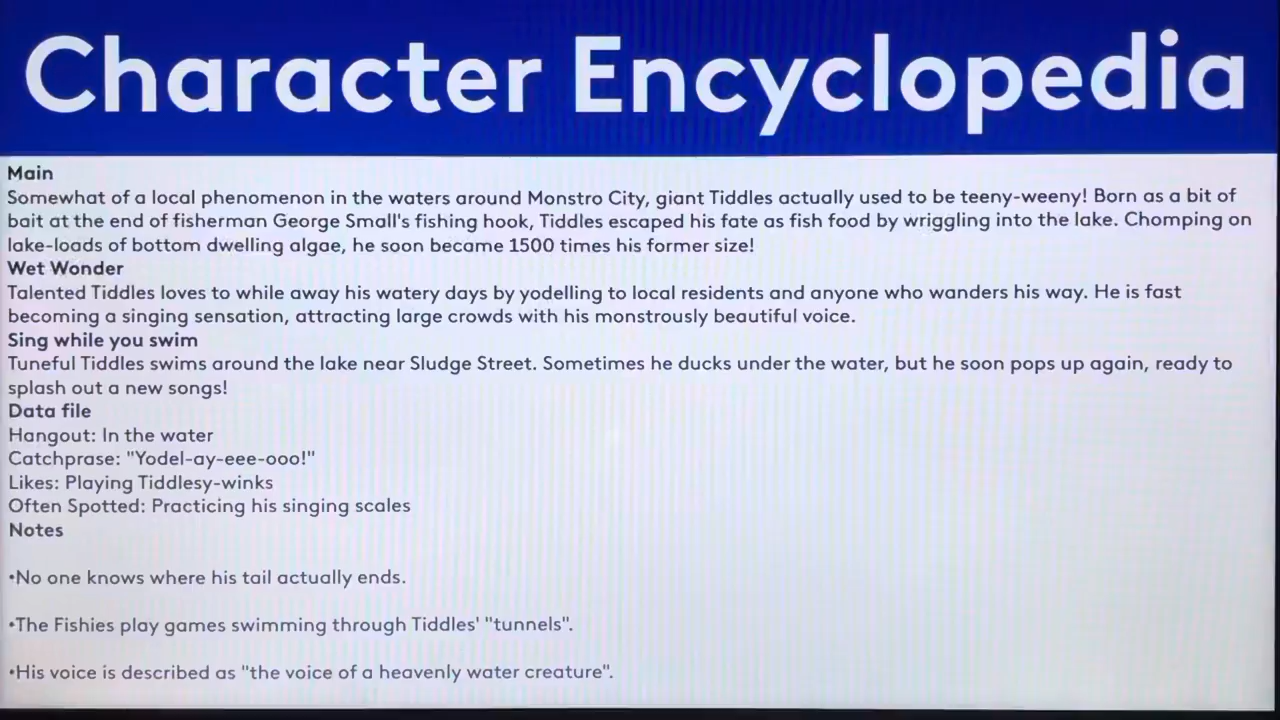 Character Encyclopedia
Main
Somewhat of a local phenomenon in the waters around Monstro City, giant Tiddles actually used to be teeny-weeny! Born as a bit of
bait at the end of fisherman George Small's fishing hook, Tiddles escaped his fate as fish food by wriggling into the lake. Chomping on
lake-loads of bottom dwelling algae, he soon became 1500 times his former size!
Wet Wonder
Talented Tiddles loves to while away his watery days by yodelling to local residents and anyone who wanders his way. He is fast
becoming a singing sensation, attracting large crowds with his monstrously beautiful voice.
Sing while you swim
Tuneful Tiddles swims around the lake near Sludge Street. Sometimes he ducks under the water, but he soon pops up again, ready to
splash out a new songs!
Data file
Hangout: In the water
Catchprase: "Yodel-ay-eee-ooo!"
Likes: Playing Tiddlesy-winks
Often Spotted: Practicing his singing scales
Notes
•No one knows where his tail actually ends.
•The Fishies play games swimming through Tiddles' "tunnels".
•His voice is described as "the voice of a heavenly water creature".